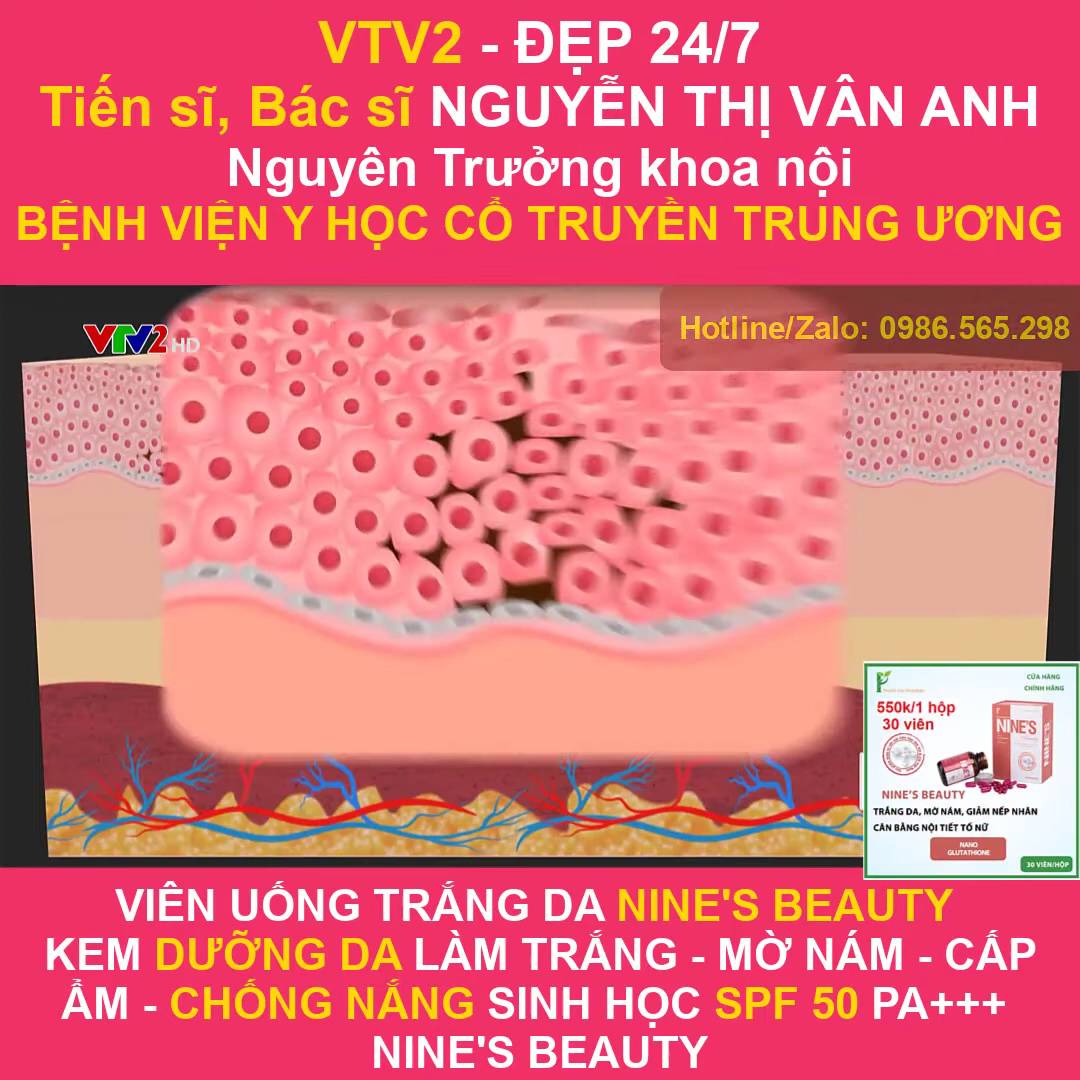 VTV2 - ĐẸP 24/7
Tiến sĩ, Bác sĩ NGUYỄN THỊ VÂN ANH
Nguyên Trưởng khoa nội
BỆNH VIỆN Y HỌC CỔ TRUYỀN TRUNG ƯƠNG
VTV2 HD
Hotline/Zalo: 0986.565.298
CỬA HÀNG
CHÍNH HÃNG
550k/1 hộp
30 viên
NINE'S
NINE'S
NINE'S BEAUTY
TRẮNG DA, MỜ NÁM, GIẢM NẾP NHĂN
CÂN BẰNG NỘI TIẾT TỐ NỮ
NANO
GLUTATHIONE
30 VIÊN/HỘP
VIÊN UỐNG TRẮNG DA NINE'S BEAUTY
KEM DƯỠNG DA LÀM TRẮNG - MỜ NÁM - CẤP
ẨM - CHỐNG NẮNG SINH HỌC SPF 50 PA+++
NINE'S BEAUTY